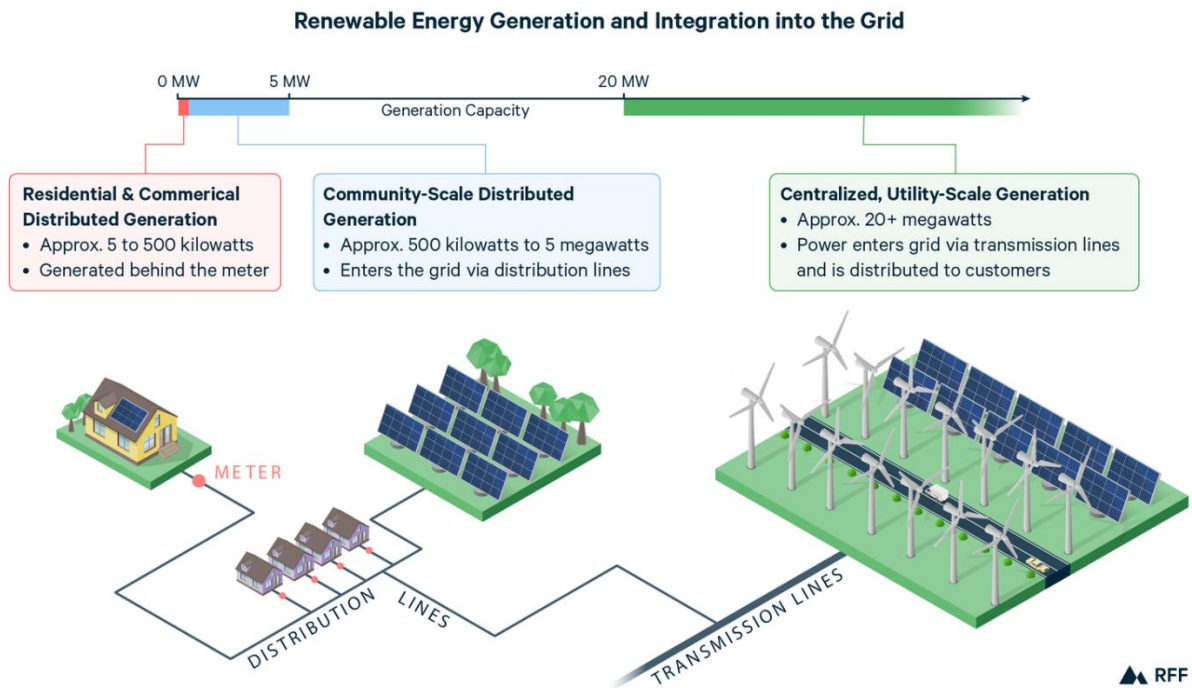 Renewable Energy Generation and Integration into the Grid
0 MW
5 MW
20 MW
Generation Capacity
Residential & Commerical
Distributed Generation
• Approx. 5 to 500 kilowatts
• Generated behind the meter
Community-Scale Distributed
Generation
• Approx. 500 kilowatts to 5 megawatts
• Enters the grid via distribution lines
Centralized, Utility-Scale Generation
• Approx. 20+ megawatts
• Power enters grid via transmission lines
and is distributed to customers
METER
DISTRIBUTION LINES
TRANSMISSION LINES
RFF